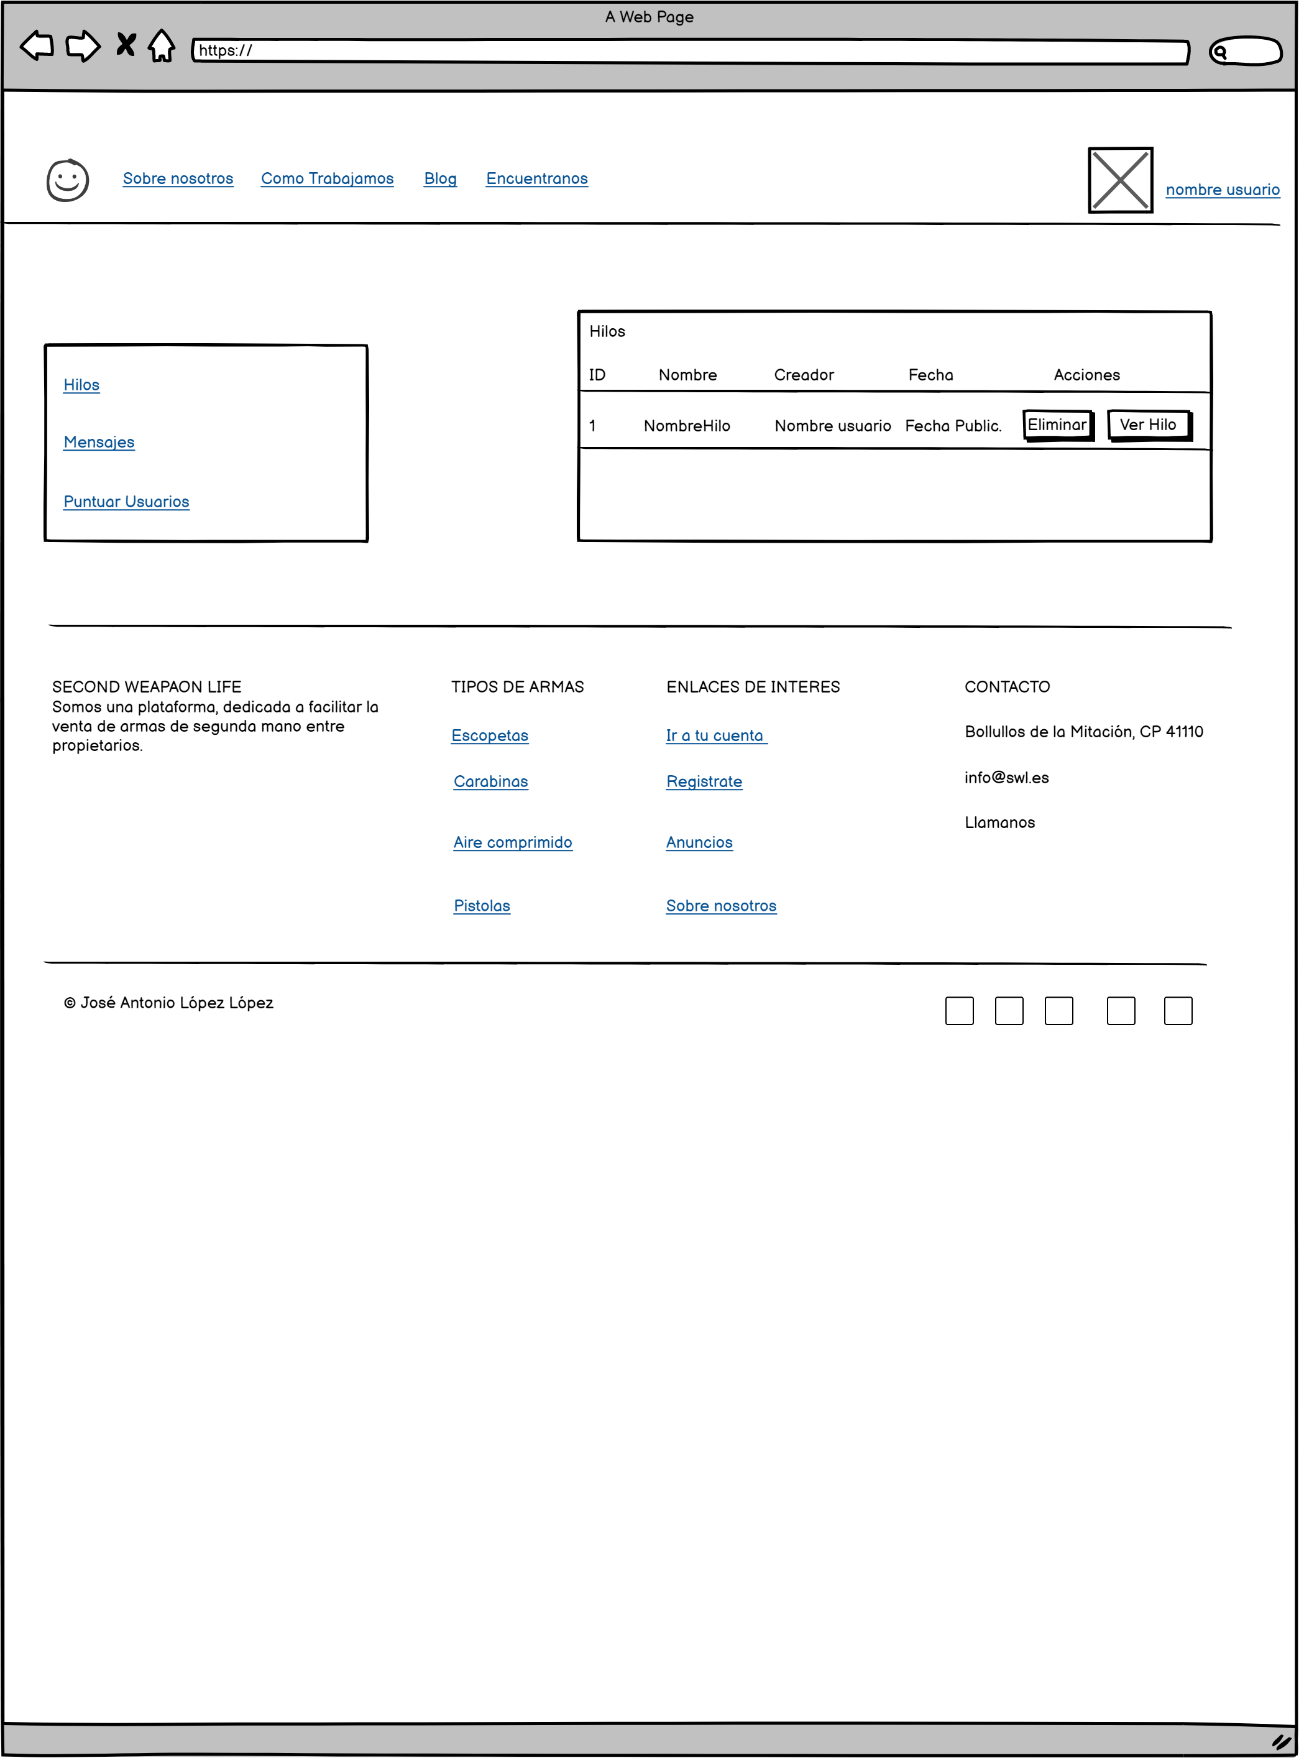 A Web Page
https://
Sobre nosotros Como Trabajamos Blog Encuentranos
nombre usuario
Hilos
Mensajes
Puntuar Usuarios
Hilos
ID Nombre Creador Fecha Acciones
1 NombreHilo Nombre usuario Fecha Public. Eliminar Ver Hilo
SECOND WEAPAON LIFE
Somos una plataforma, dedicada a facilitar la
venta de armas de segunda mano entre
propietarios.
TIPOS DE ARMAS
Escopetas
Carabinas
Aire comprimido
Pistolas
ENLACES DE INTERES
Ir a tu cuenta
Registrate
Anuncios
Sobre nosotros
CONTACTO
Bollullos de la Mitación, CP 41110
info@swl.es
Llamanos
© José Antonio López López